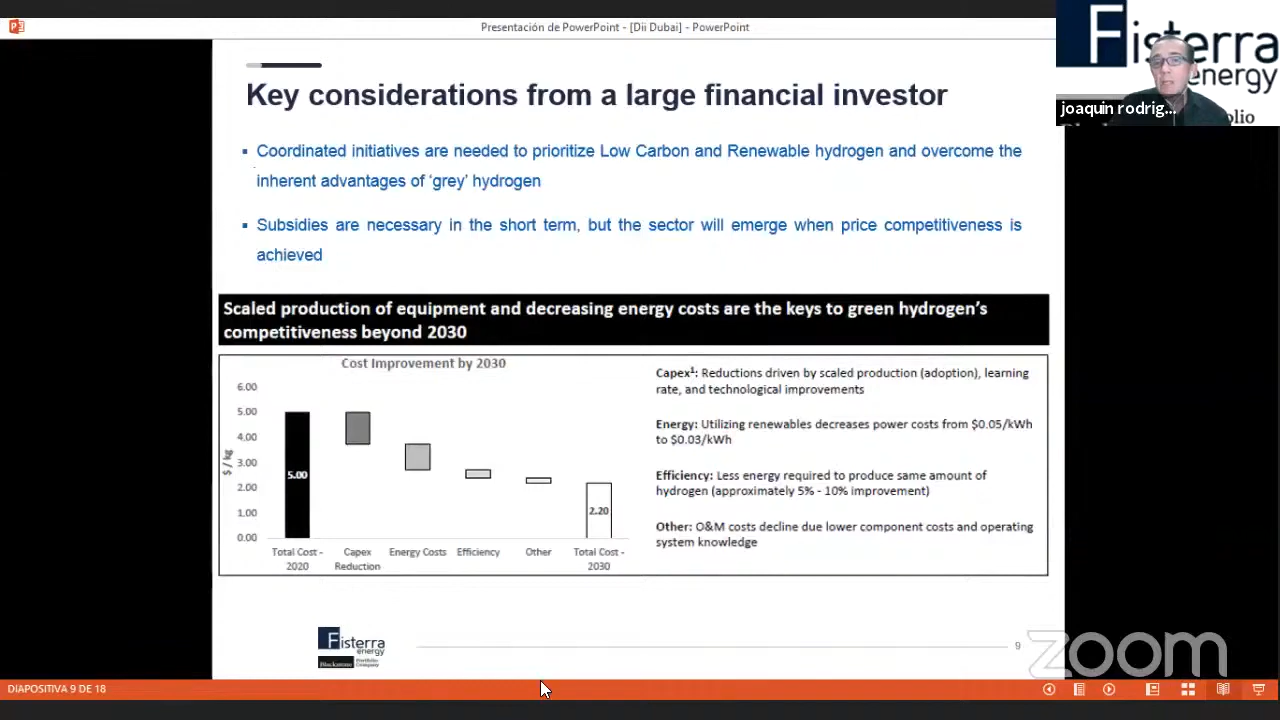 Presentación de PowerPoint - [Dii Dubai] - PowerPoint
Fisterra
energy
joaquin rodrig...
olio
Key considerations from a large financial investor
▪ Coordinated initiatives are needed to prioritize Low Carbon and Renewable hydrogen and overcome the
inherent advantages of ‘grey’ hydrogen
▪ Subsidies are necessary in the short term, but the sector will emerge when price competitiveness is
achieved
Scaled production of equipment and decreasing energy costs are the keys to green hydrogen’s
competitiveness beyond 2030
Cost Improvement by 2030
$ / kg
6.00
5.00
4.00
3.00
2.00
1.00
0.00
5.00
2.20
Total Cost -
2020
Capex
Reduction
Energy Costs
Efficiency
Other
Total Cost -
2030
Capex¹: Reductions driven by scaled production (adoption), learning
rate, and technological improvements
Energy: Utilizing renewables decreases power costs from $0.05/kWh
to $0.03/kWh
Efficiency: Less energy required to produce same amount of
hydrogen (approximately 5% - 10% improvement)
Other: O&M costs decline due lower component costs and operating
system knowledge
Fisterra
energy
Blackstone
Portfolio
Company
9
zoom
DIAPOSITIVA 9 DE 18